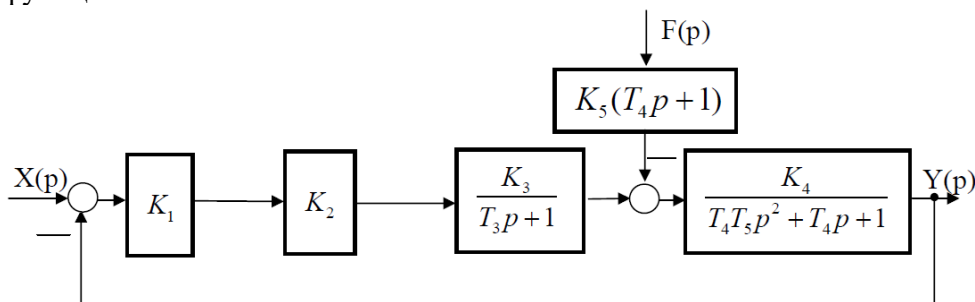 F(p)
K₅(T₄p + 1)
X(p)
K₁
K₂
K₃
T₃p + 1
K₄
T₄T₅p² + T₄p + 1
Y(p)